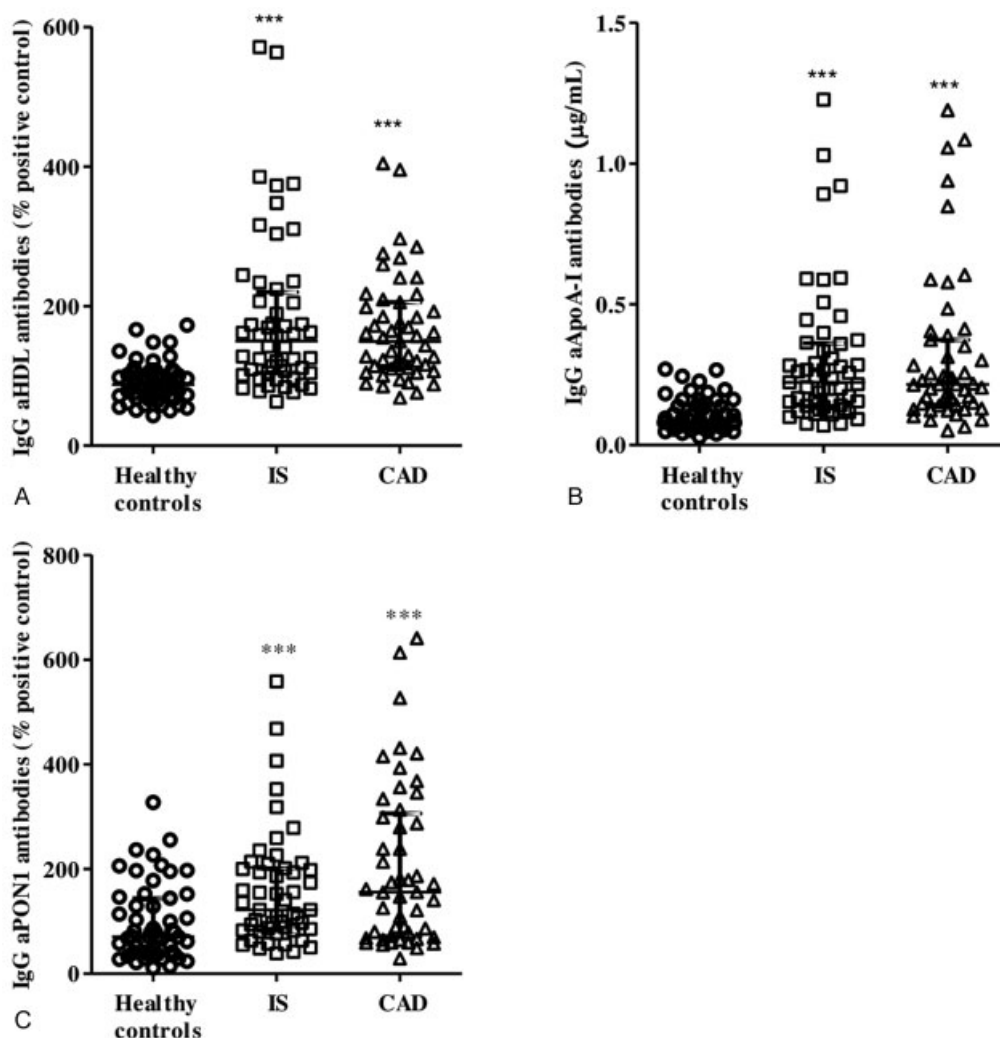 IgG aHDL antibodies (% positive control)
600
400
200
0
***
***
Healthy
controls
IS
CAD
A
IgG aApoA-I antibodies (µg/mL)
1.5
1.0
0.5
0.0
***
***
Healthy
controls
IS
CAD
B
IgG aPON1 antibodies (% positive control)
800
600
400
200
0
***
***
Healthy
controls
IS
CAD
C